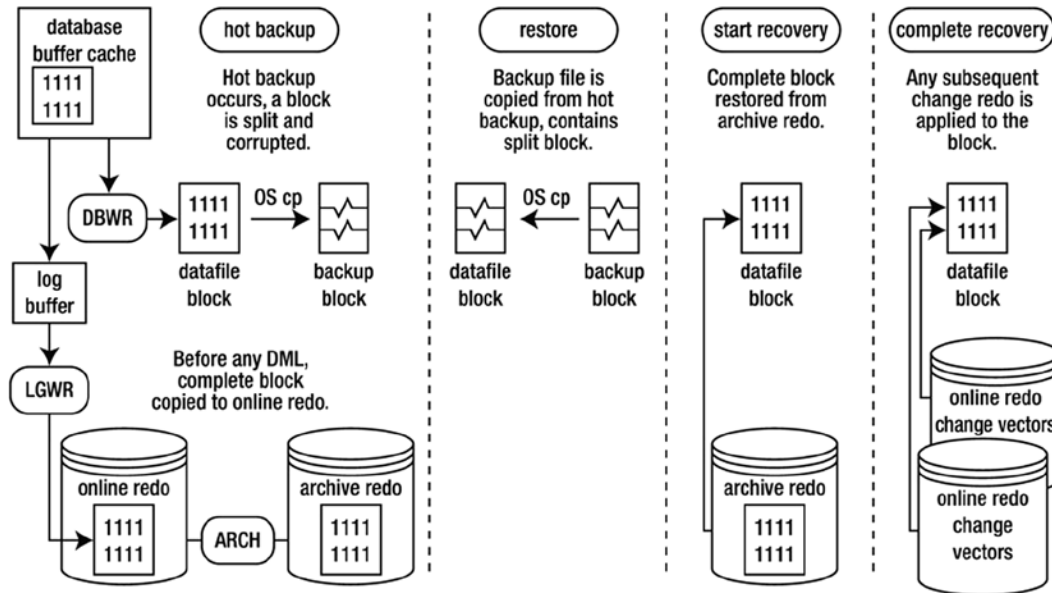 database
buffer cache
1111
1111
hot backup
Hot backup
occurs, a block
is split and
corrupted.
restore
Backup file is
copied from hot
backup, contains
split block.
start recovery
Complete block
restored from
archive redo.
complete recovery
Any subsequent
change redo is
applied to the
block.
DBWR
1111
1111
datafile
block
OS cp
backup
block
datafile
block
OS cp
backup
block
1111
1111
datafile
block
1111
1111
datafile
block
log
buffer
LGWR
Before any DML,
complete block
copied to online redo.
online redo
1111
1111
ARCH
archive redo
1111
1111
archive redo
1111
1111
online redo
change vectors
online redo
change
vectors